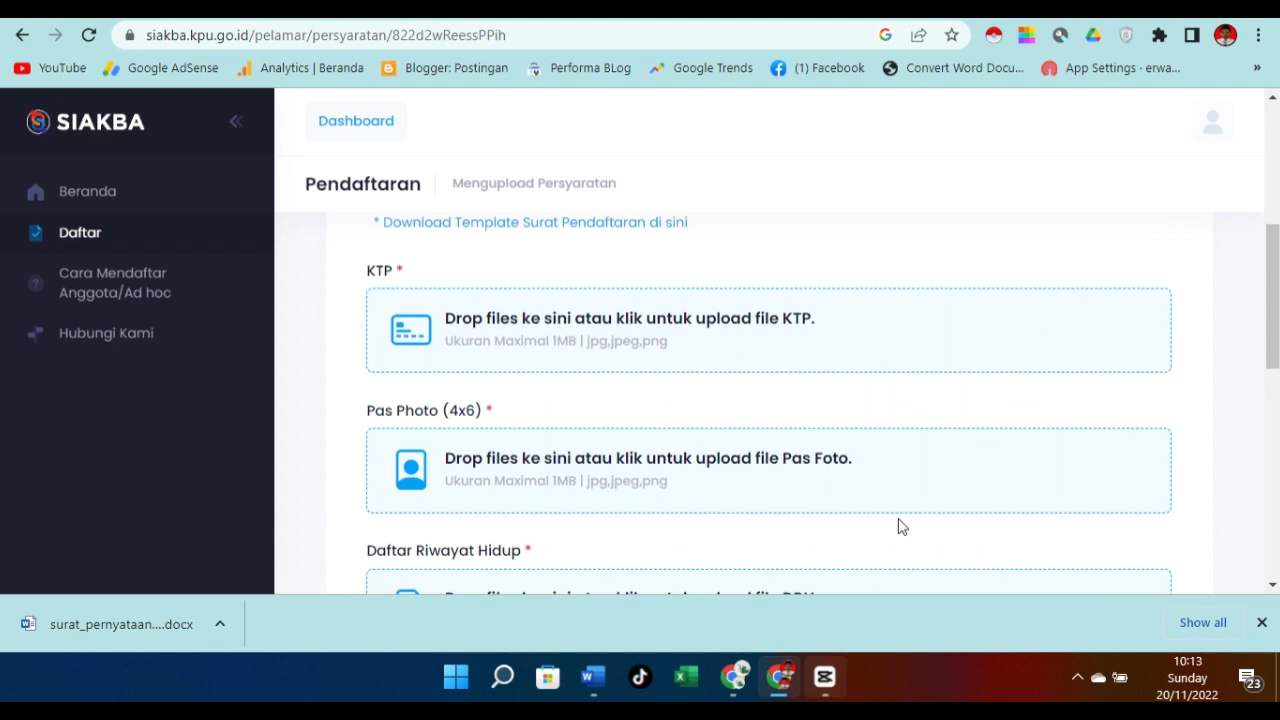 siakba.kpu.go.id/pelamar/persyaratan/822d2wReessPPih
YouTube
Google AdSense
Analytics | Beranda
Blogger: Postingan
Performa BLog
Google Trends
(1) Facebook
Convert Word Docu...
App Settings - erwa...
»
SIAKBA
Dashboard
Beranda
Daftar
Cara Mendaftar
Anggota/Ad hoc
Hubungi Kami
Pendaftaran
Mengupload Persyaratan
* Download Template Surat Pendaftaran di sini
KTP *
Drop files ke sini atau klik untuk upload file KTP.
Ukuran Maximal 1MB | jpg,jpeg,png
Pas Photo (4x6) *
Drop files ke sini atau klik untuk upload file Pas Foto.
Ukuran Maximal 1MB | jpg,jpeg,png
Daftar Riwayat Hidup *
surat_pernyataan....docx
Show all
10:13
Sunday
20/11/2022
23